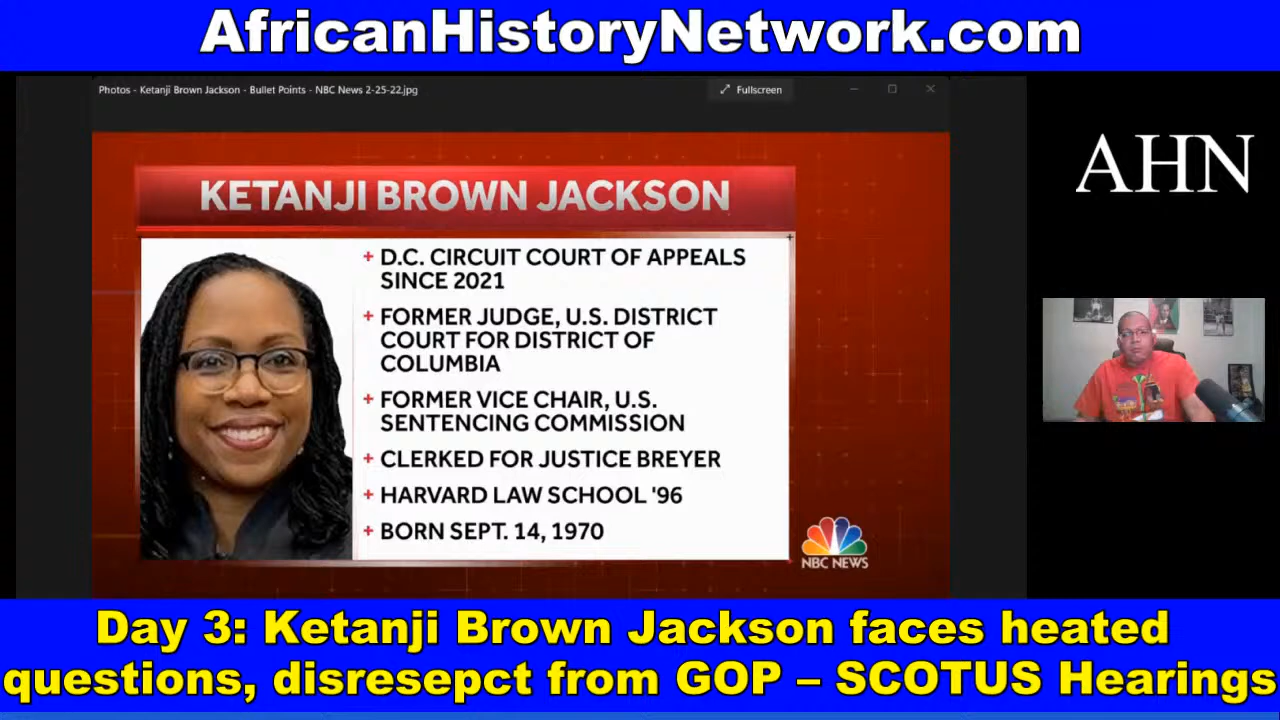 AfricanHistoryNetwork.com
Photos - Ketanji Brown Jackson - Bullet Points - NBC News 2-25-22.jpg
Fullscreen
AHN
KETANJI BROWN JACKSON
+ D.C. CIRCUIT COURT OF APPEALS
SINCE 2021
+ FORMER JUDGE, U.S. DISTRICT
COURT FOR DISTRICT OF
COLUMBIA
+ FORMER VICE CHAIR, U.S.
SENTENCING COMMISSION
+ CLERKED FOR JUSTICE BREYER
+ HARVARD LAW SCHOOL '96
+ BORN SEPT. 14, 1970
NBC NEWS
Day 3: Ketanji Brown Jackson faces heated
questions, disresepct from GOP – SCOTUS Hearings